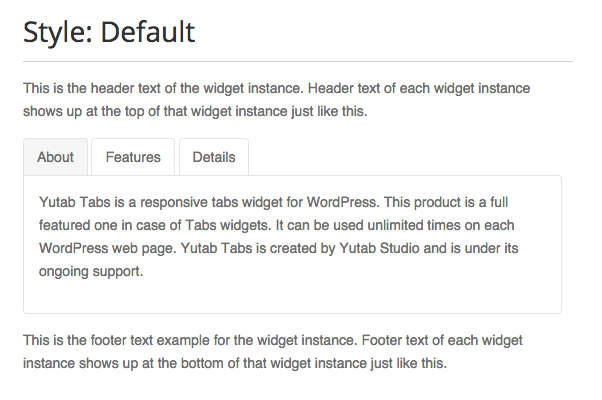 Style: Default
This is the header text of the widget instance. Header text of each widget instance
shows up at the top of that widget instance just like this.
About Features Details
Yutab Tabs is a responsive tabs widget for WordPress. This product is a full
featured one in case of Tabs widgets. It can be used unlimited times on each
WordPress web page. Yutab Tabs is created by Yutab Studio and is under its
ongoing support.
This is the footer text example for the widget instance. Footer text of each widget
instance shows up at the bottom of that widget instance just like this.